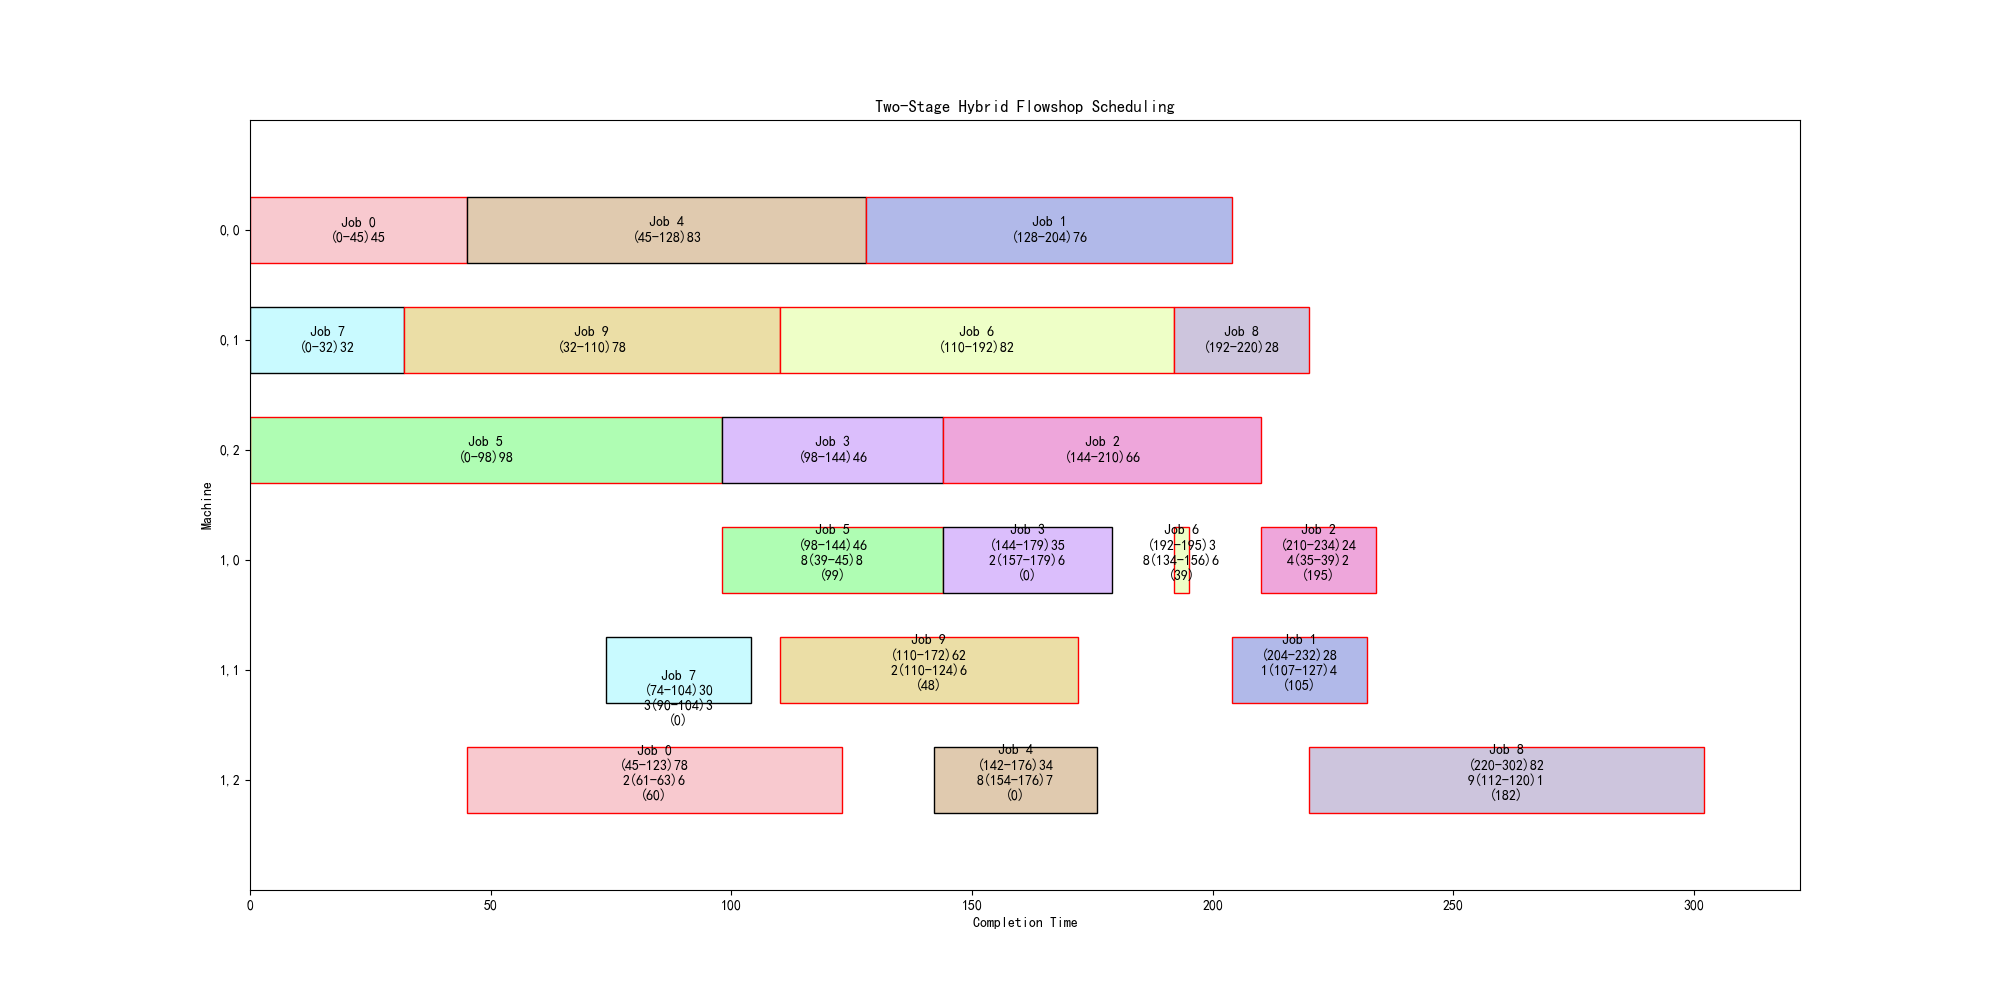 Two-Stage Hybrid Flowshop Scheduling
Machine
0,0
Job 0
(0-45)45
Job 4
(45-128)83
Job 1
(128-204)76
0,1
Job 7
(0-32)32
Job 9
(32-110)78
Job 6
(110-192)82
Job 8
(192-220)28
0,2
Job 5
(0-98)98
Job 3
(98-144)46
Job 2
(144-210)66
1,0
Job 5
(98-144)46
8(39-45)8
(99)
Job 3
(144-179)35
2(157-179)6
(0)
Job 6
(192-195)3
8(134-156)6
(39)
Job 2
(210-234)24
4(35-39)2
(195)
1,1
Job 7
(74-104)30
3(90-104)3
(0)
Job 9
(110-172)62
2(110-124)6
(48)
Job 1
(204-232)28
1(107-127)4
(105)
1,2
Job 0
(45-123)78
2(61-63)6
(60)
Job 4
(142-176)34
8(154-176)7
(0)
Job 8
(220-302)82
9(112-120)1
(182)
0
50
100
150
200
250
300
Completion Time